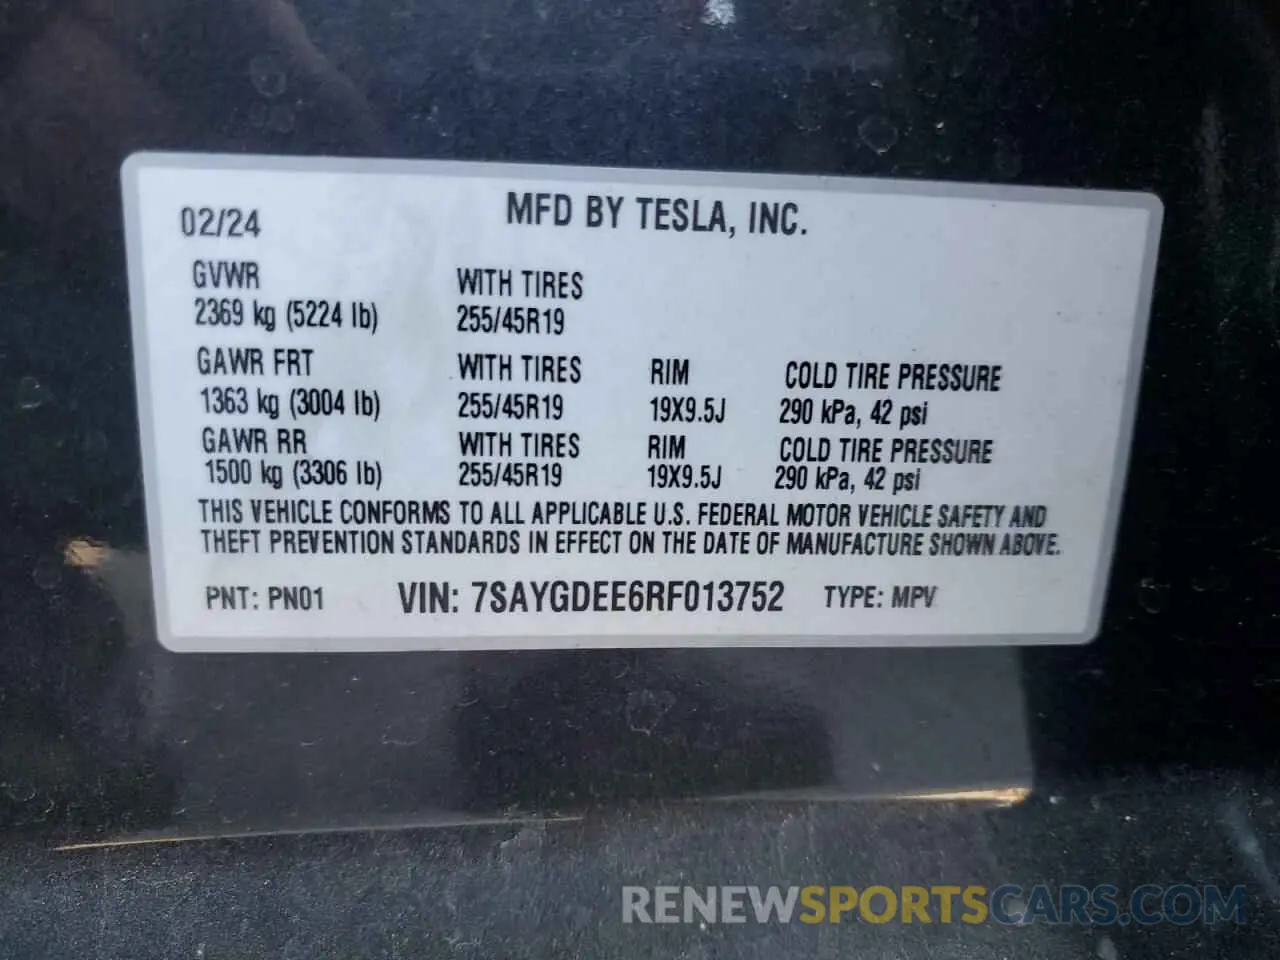 02/24 MFD BY TESLA, INC.
GVWR WITH TIRES
2369 kg (5224 lb) 255/45R19
GAWR FRT WITH TIRES RIM COLD TIRE PRESSURE
1363 kg (3004 lb) 255/45R19 19X9.5J 290 kPa, 42 psi
GAWR RR WITH TIRES RIM COLD TIRE PRESSURE
1500 kg (3306 lb) 255/45R19 19X9.5J 290 kPa, 42 psi
THIS VEHICLE CONFORMS TO ALL APPLICABLE U.S. FEDERAL MOTOR VEHICLE SAFETY AND
THEFT PREVENTION STANDARDS IN EFFECT ON THE DATE OF MANUFACTURE SHOWN ABOVE.
PNT: PN01 VIN: 7SAYGDEE6RF013752 TYPE: MPV
RENEWSPORTSCARS.COM